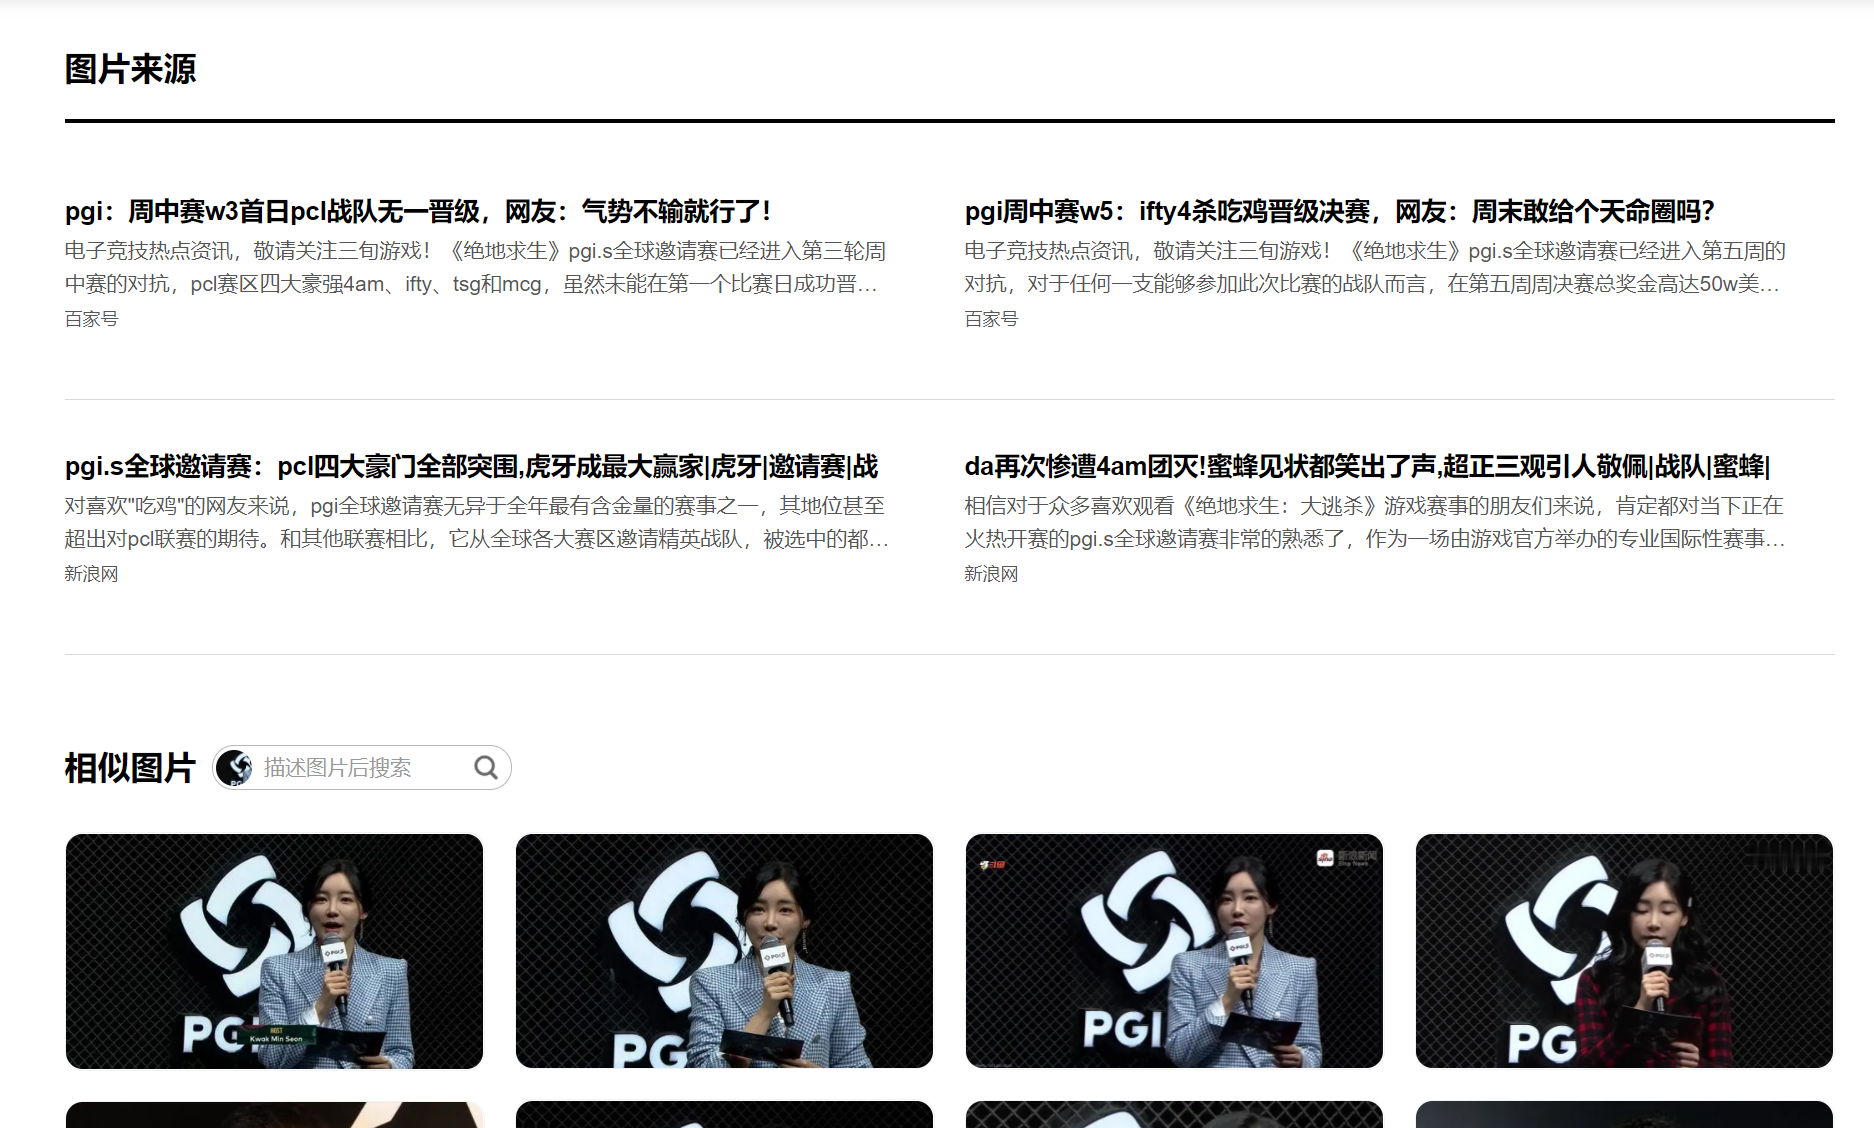 图片来源
pgi：周中赛w3首日pcl战队无一晋级，网友：气势不输就行了！
电子竞技热点资讯，敬请关注三旬游戏！《绝地求生》pgi.s全球邀请赛已经进入第三轮周
中赛的对抗，pcl赛区四大豪强4am、ifty、tsg和mcg，虽然未能在第一个比赛日成功晋…
百家号
pgi周中赛w5：ifty4杀吃鸡晋级决赛，网友：周末敢给个天命圈吗？
电子竞技热点资讯，敬请关注三旬游戏！《绝地求生》pgi.s全球邀请赛已经进入第五周的
对抗，对于任何一支能够参加此次比赛的战队而言，在第五周周决赛总奖金高达50w美…
百家号
pgi.s全球邀请赛：pcl四大豪门全部突围,虎牙成最大赢家|虎牙|邀请赛|战
对喜欢"吃鸡"的网友来说，pgi全球邀请赛无异于全年最有含金量的赛事之一，其地位甚至
超出对pcl联赛的期待。和其他联赛相比，它从全球各大赛区邀请精英战队，被选中的都…
新浪网
da再次惨遭4am团灭!蜜蜂见状都笑出了声,超正三观引人敬佩|战队|蜜蜂|
相信对于众多喜欢观看《绝地求生：大逃杀》游戏赛事的朋友们来说，肯定都对当下正在
火热开赛的pgi.s全球邀请赛非常的熟悉了，作为一场由游戏官方举办的专业国际性赛事…
新浪网
相似图片
描述图片后搜索
PGI
HOST
Kwak Min Seon
PG
斗鱼
新浪新闻
Sina News
PGI
PG